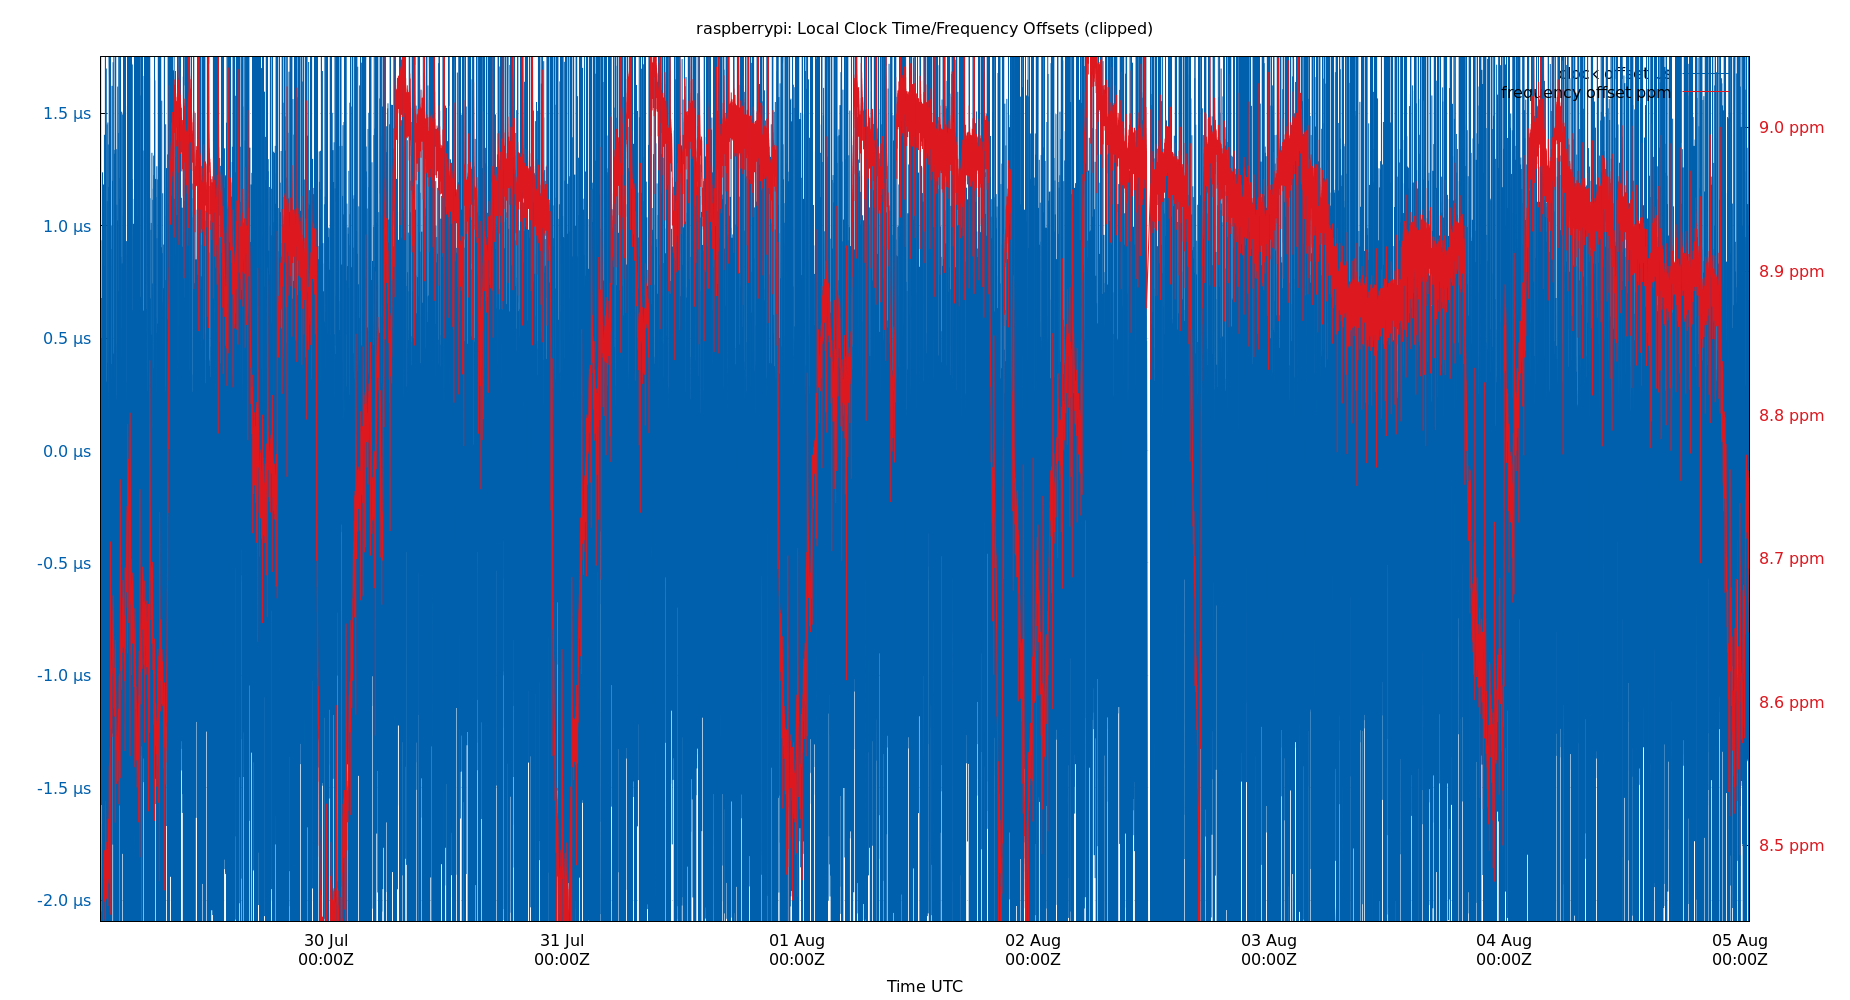 raspberrypi: Local Clock Time/Frequency Offsets (clipped)
clock offset µs
frequency offset ppm
1.5 µs
1.0 µs
0.5 µs
0.0 µs
-0.5 µs
-1.0 µs
-1.5 µs
-2.0 µs
9.0 ppm
8.9 ppm
8.8 ppm
8.7 ppm
8.6 ppm
8.5 ppm
30 Jul
00:00Z
31 Jul
00:00Z
01 Aug
00:00Z
02 Aug
00:00Z
03 Aug
00:00Z
04 Aug
00:00Z
05 Aug
00:00Z
Time UTC